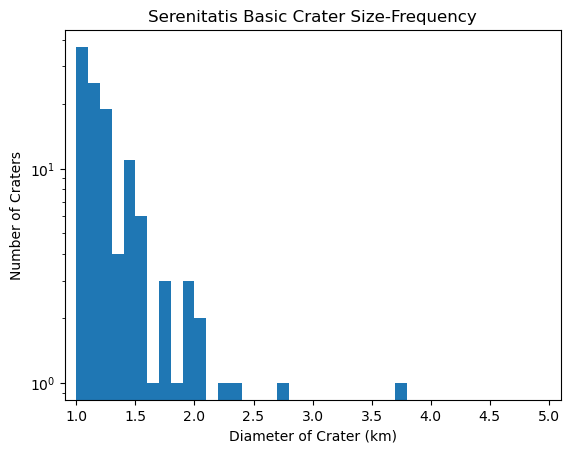 Serenitatis Basic Crater Size-Frequency
Number of Craters
10¹
10⁰
1.0 1.5 2.0 2.5 3.0 3.5 4.0 4.5 5.0
Diameter of Crater (km)